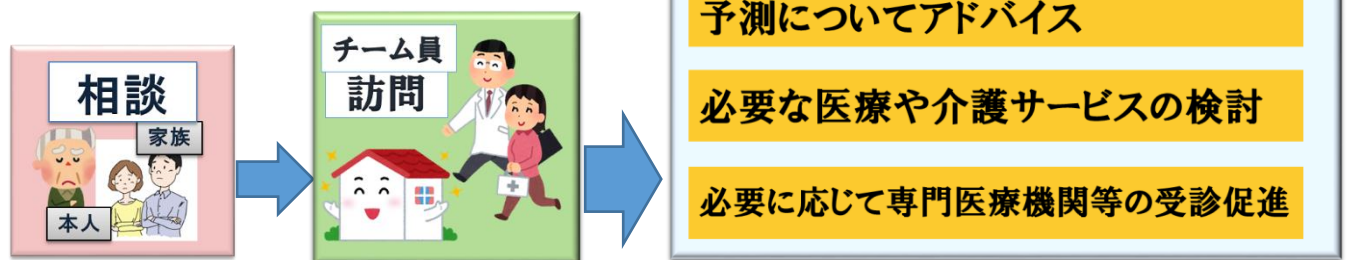 相談
家族
本人
チーム員
訪問
予測についてアドバイス
必要な医療や介護サービスの検討
必要に応じて専門医療機関等の受診促進